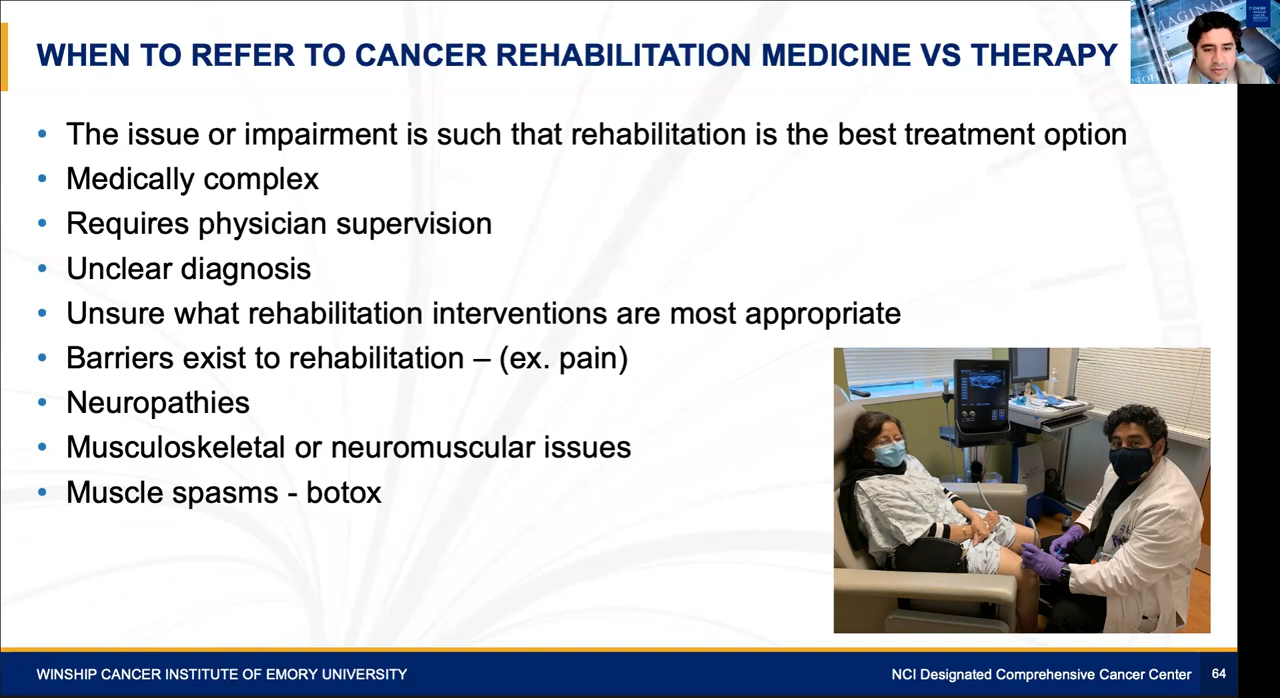 WHEN TO REFER TO CANCER REHABILITATION MEDICINE VS THERAPY
EMORY
• The issue or impairment is such that rehabilitation is the best treatment option
• Medically complex
• Requires physician supervision
• Unclear diagnosis
• Unsure what rehabilitation interventions are most appropriate
• Barriers exist to rehabilitation – (ex. pain)
• Neuropathies
• Musculoskeletal or neuromuscular issues
• Muscle spasms - botox
WINSHIP CANCER INSTITUTE OF EMORY UNIVERSITY
NCI Designated Comprehensive Cancer Center 64